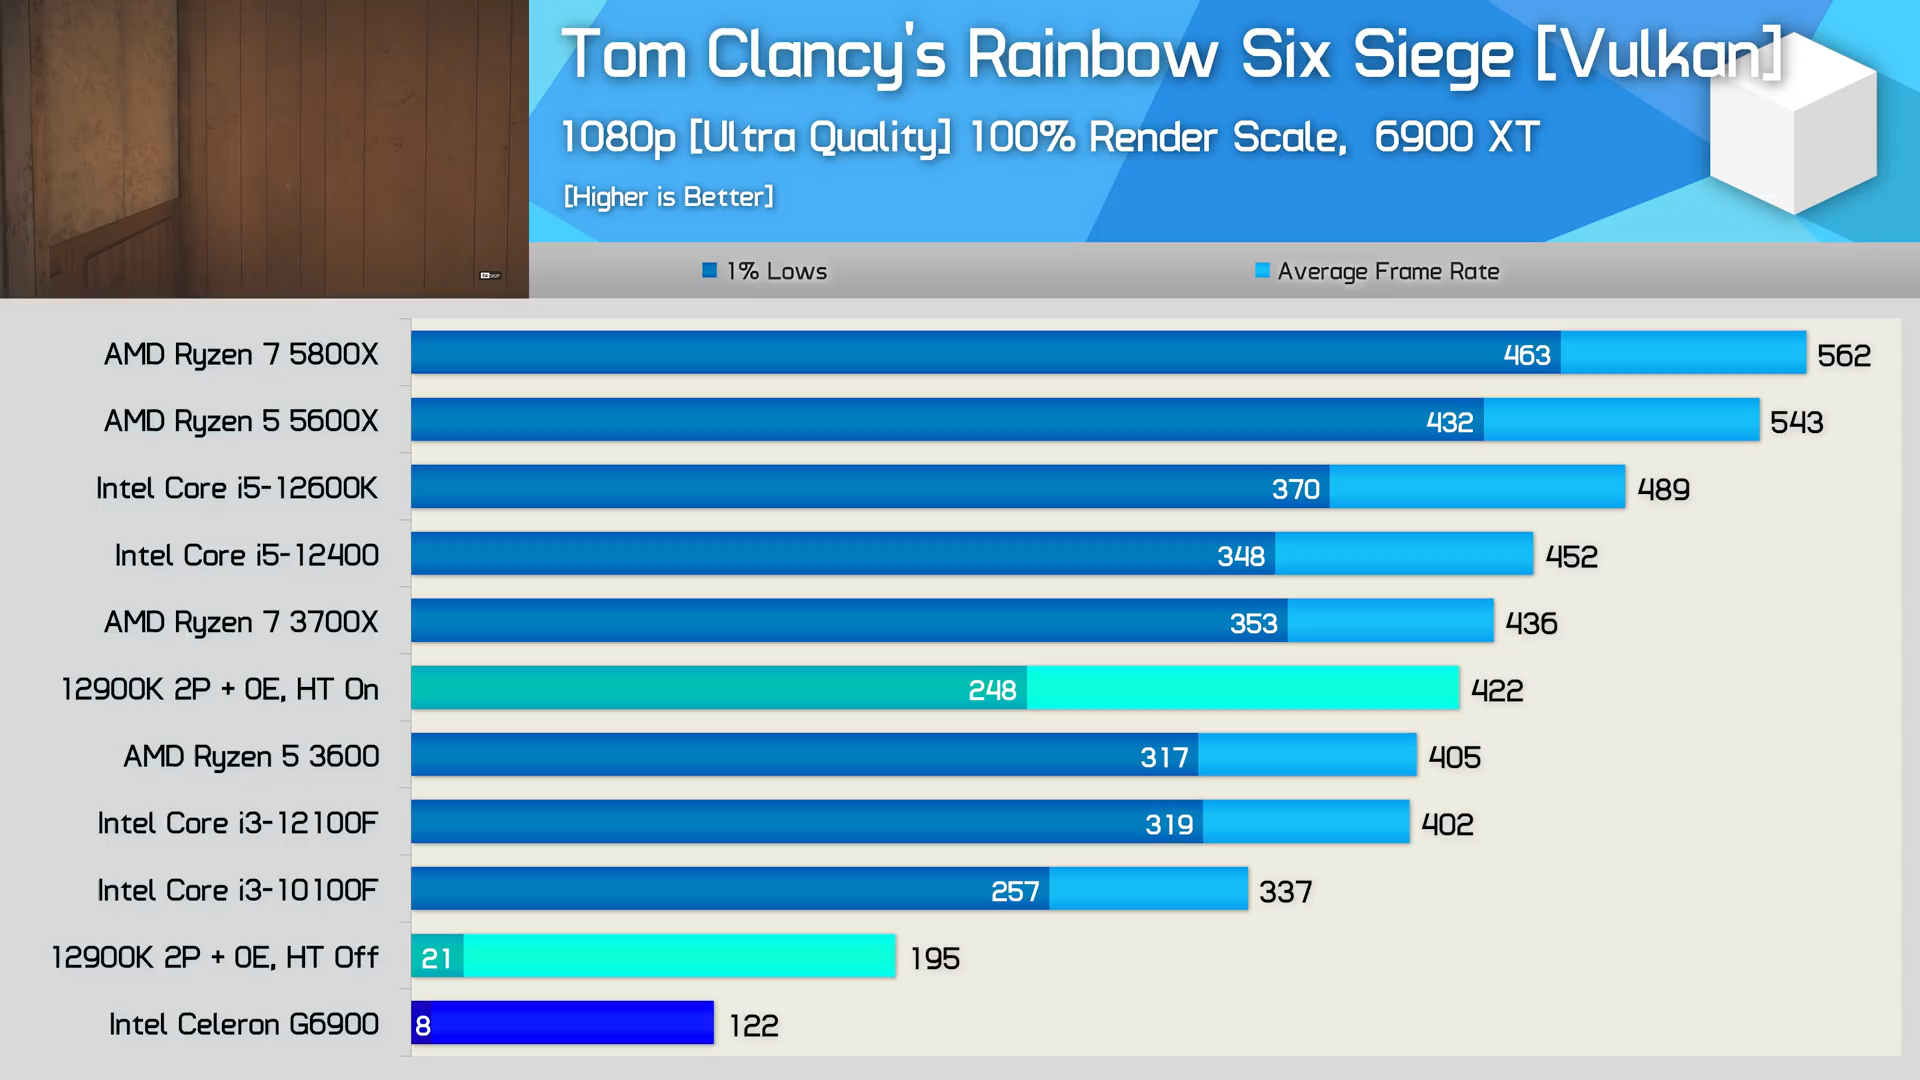 Tom Clancy's Rainbow Six Siege [Vulkan]
1080p [Ultra Quality] 100% Render Scale, 6900 XT
[Higher is Better]
1% Lows
Average Frame Rate
AMD Ryzen 7 5800X 463 562
AMD Ryzen 5 5600X 432 543
Intel Core i5-12600K 370 489
Intel Core i5-12400 348 452
AMD Ryzen 7 3700X 353 436
12900K 2P + 0E, HT On 248 422
AMD Ryzen 5 3600 317 405
Intel Core i3-12100F 319 402
Intel Core i3-10100F 257 337
12900K 2P + 0E, HT Off 21 195
Intel Celeron G6900 8 122